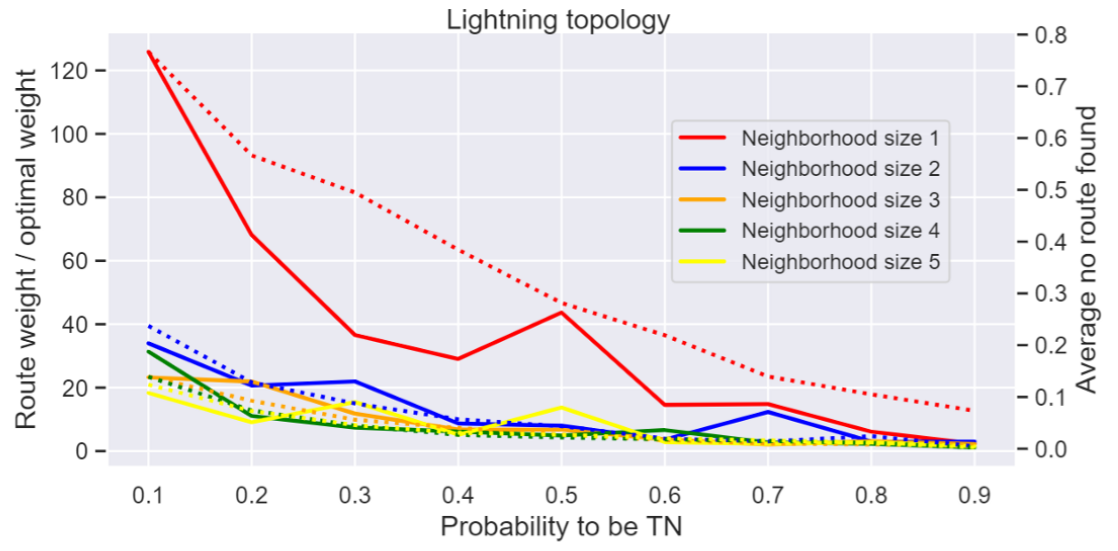 Lightning topology
Route weight / optimal weight
120
100
80
60
40
20
0
Neighborhood size 1
Neighborhood size 2
Neighborhood size 3
Neighborhood size 4
Neighborhood size 5
0.8
0.7
0.6
0.5
0.4
0.3
0.2
0.1
0.0
Average no route found
0.1 0.2 0.3 0.4 0.5 0.6 0.7 0.8 0.9
Probability to be TN